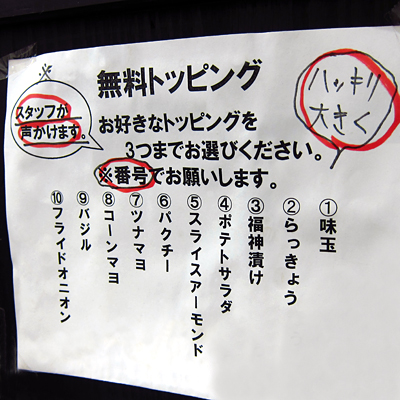 無料トッピング
※
スタッフが
声かけます。
ハッキリ
大きく
お好きなトッピングを
3つまでお選びください。
※番号でお願いします。
①味玉
②らっきょう
③福神漬け
④ポテトサラダ
⑤スライスアーモンド
⑥パクチー
⑦ツナマヨ
⑧コーンマヨ
⑨バジル
⑩フライドオニオン